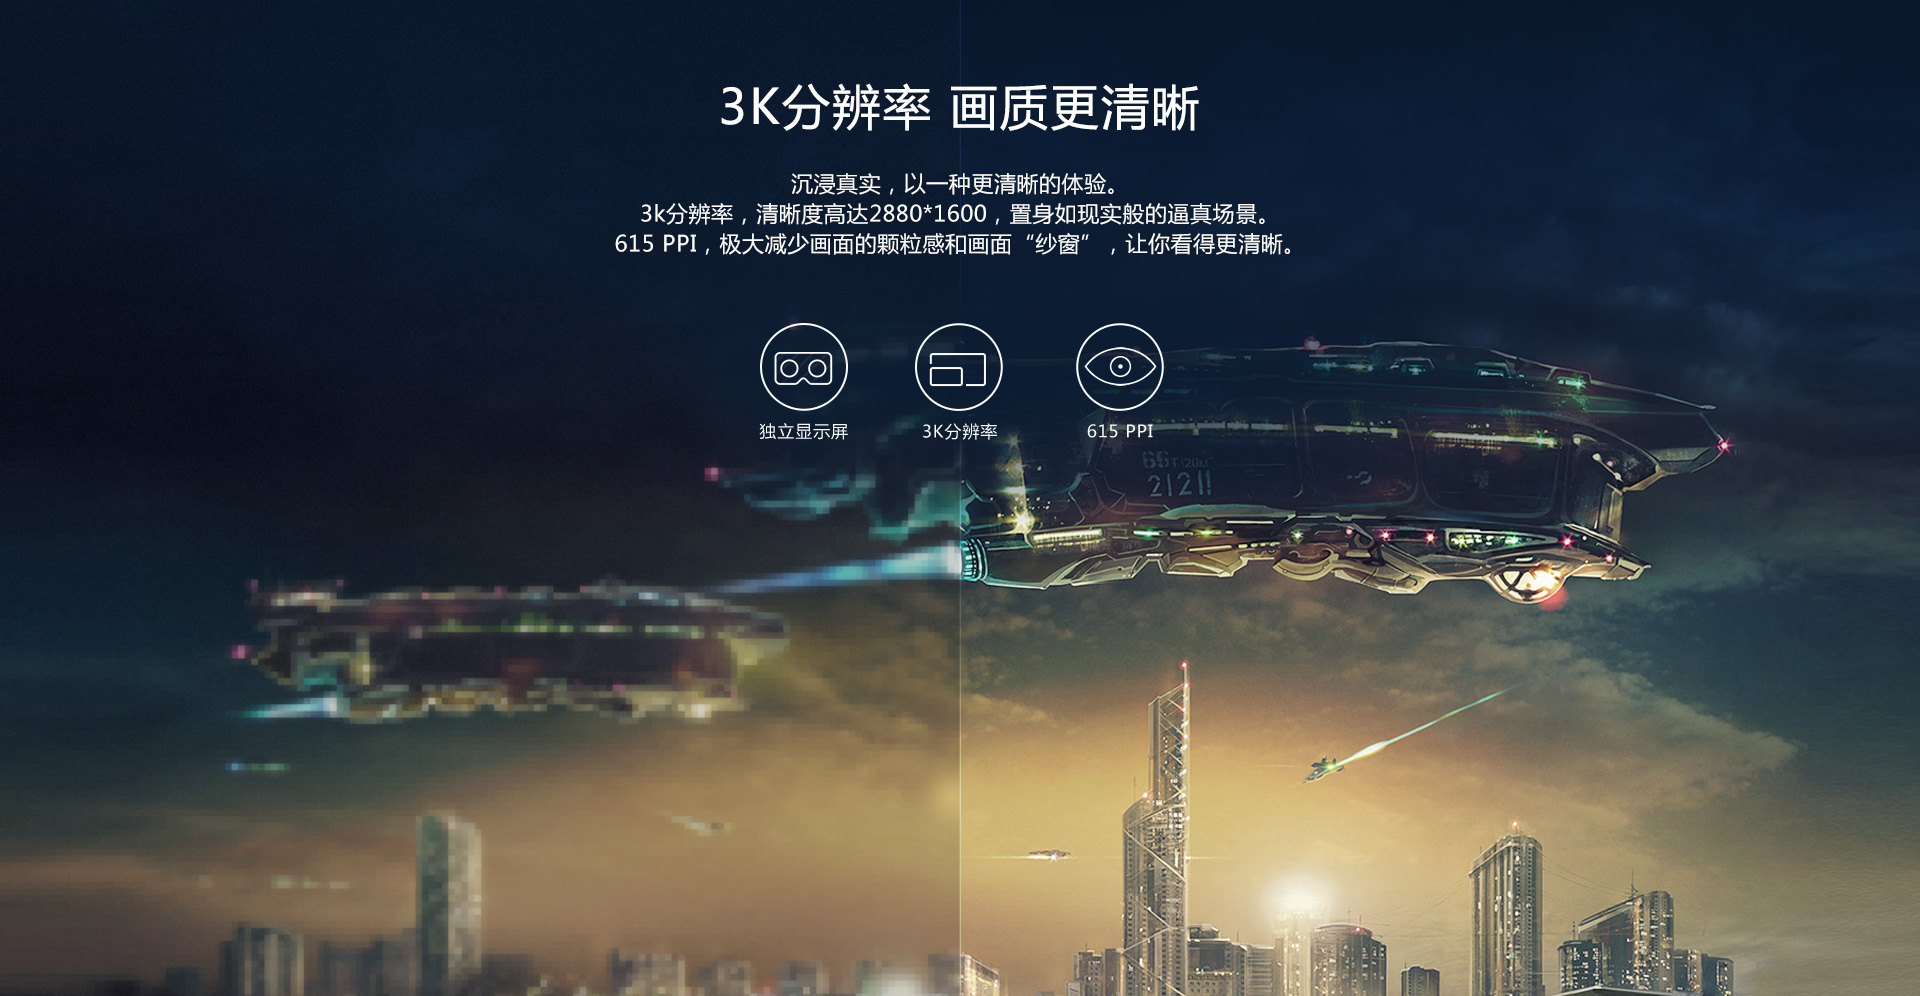 3K分辨率 画质更清晰
沉浸真实，以一种更清晰的体验。
3k分辨率，清晰度高达2880*1600，置身如现实般的逼真场景。
615 PPI，极大减少画面的颗粒感和画面“纱窗”，让你看得更清晰。
独立显示屏
3K分辨率
615 PPI
66T 120M
2121!